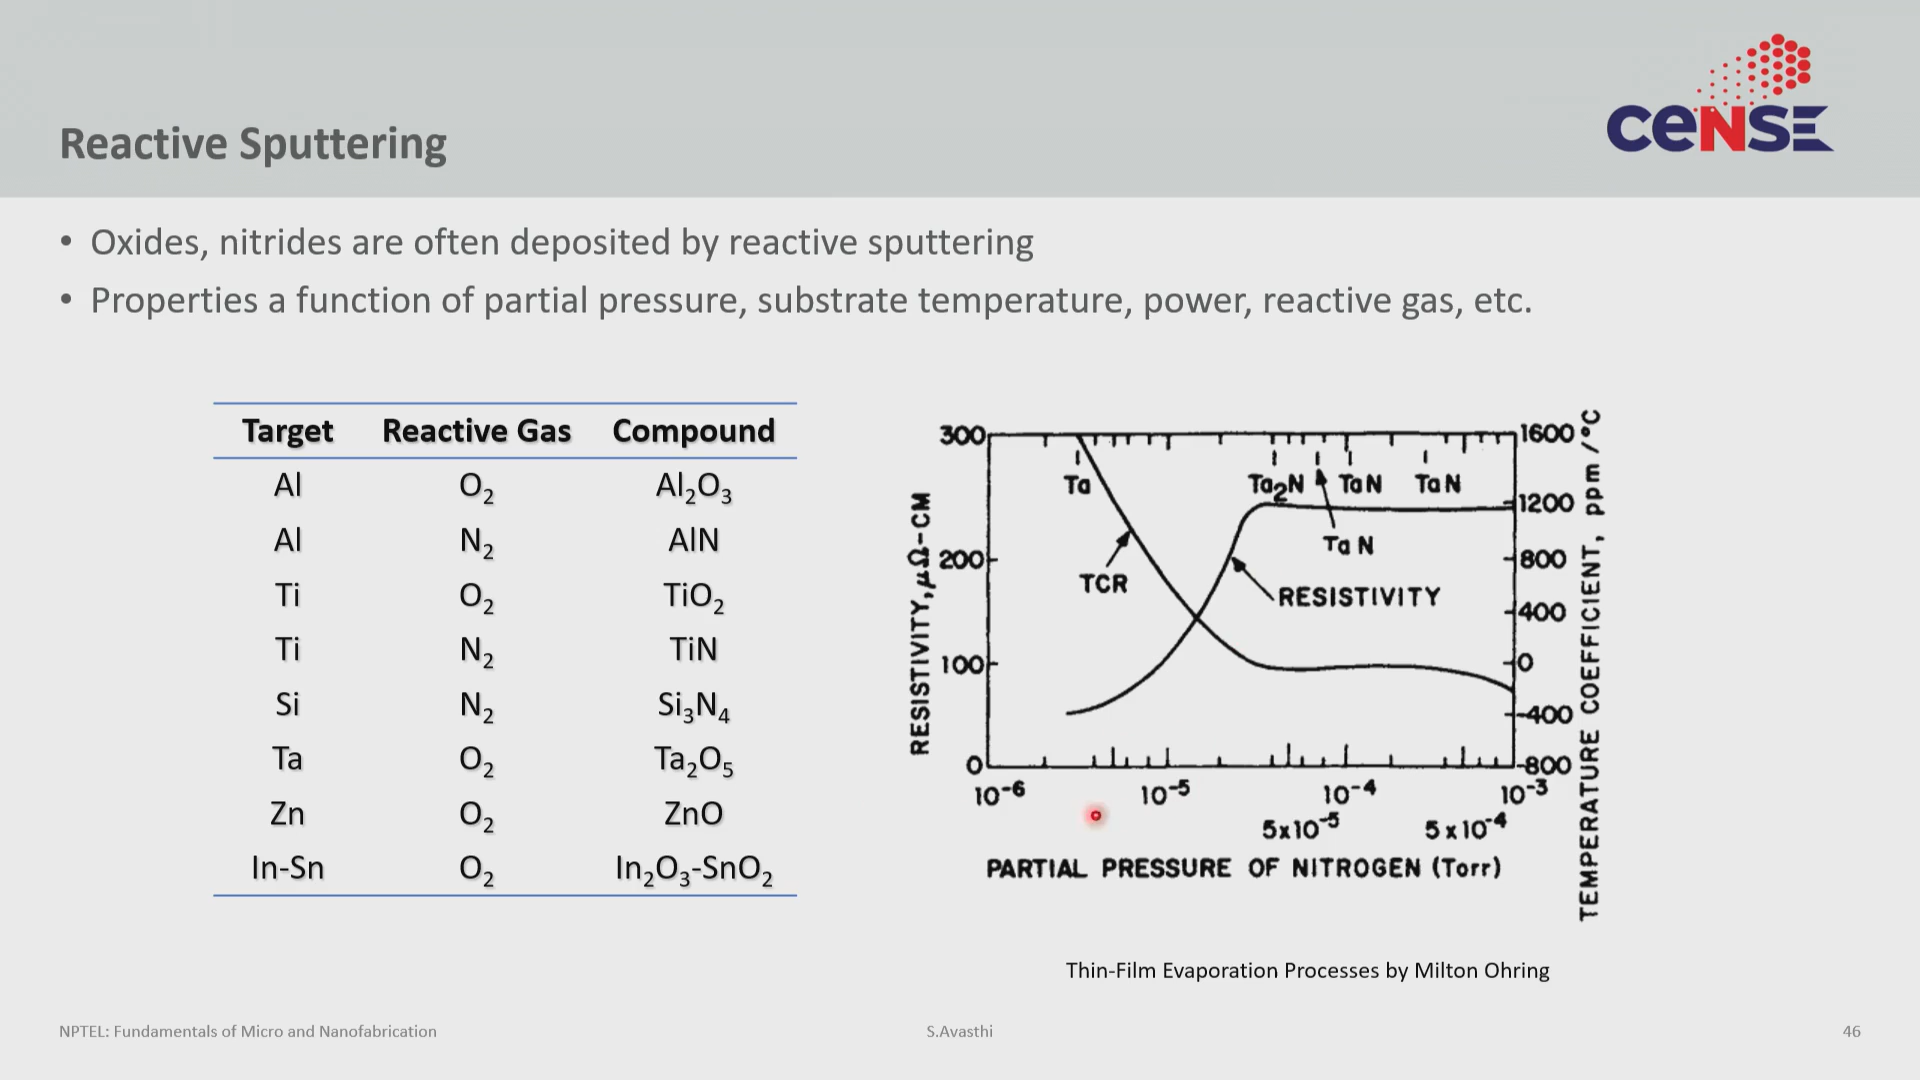 Reactive Sputtering
ceNSE
• Oxides, nitrides are often deposited by reactive sputtering
• Properties a function of partial pressure, substrate temperature, power, reactive gas, etc.
Target Reactive Gas Compound
Al O₂ Al₂O₃
Al N₂ AlN
Ti O₂ TiO₂
Ti N₂ TiN
Si N₂ Si₃N₄
Ta O₂ Ta₂O₅
Zn O₂ ZnO
In-Sn O₂ In₂O₃-SnO₂
RESISTIVITY, μΩ-CM
300
200
100
0
Ta
Ta₂N
TaN
TaN
TaN
TCR
RESISTIVITY
1600
1200
800
400
0
-400
-800
TEMPERATURE COEFFICIENT, ppm/°C
10⁻⁶ 10⁻⁵ 10⁻⁴ 10⁻³
5x10⁻⁵ 5x10⁻⁴
PARTIAL PRESSURE OF NITROGEN (Torr)
Thin-Film Evaporation Processes by Milton Ohring
NPTEL: Fundamentals of Micro and Nanofabrication
S.Avasthi
46